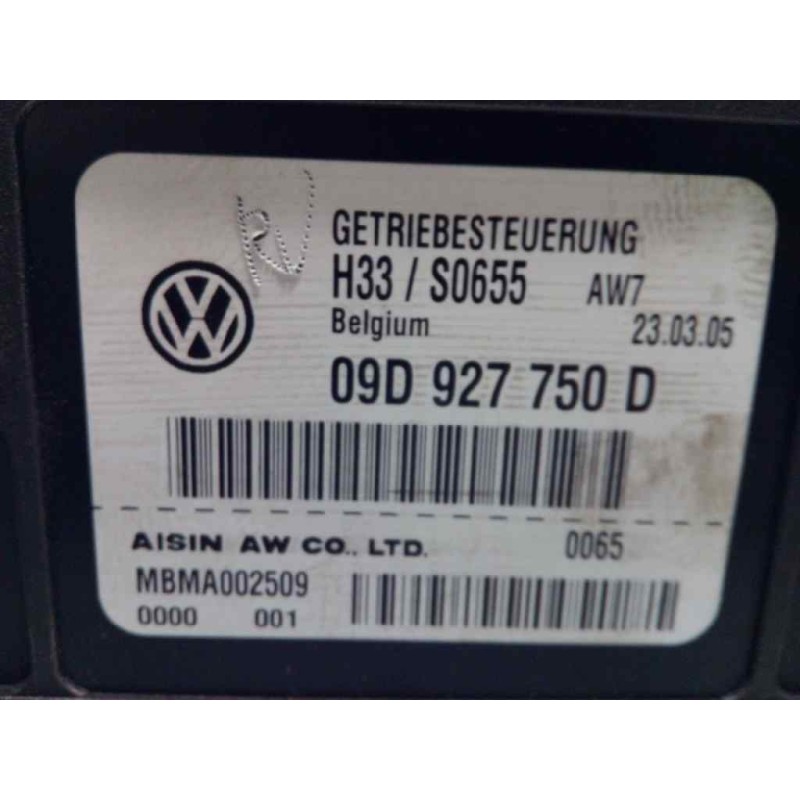 RW
GETRIEBESTEUERUNG
H33 / S0655 AW7
Belgium 23.03.05
09D 927 750 D
AISIN AW CO., LTD. 0065
MBMA002509
0000 001